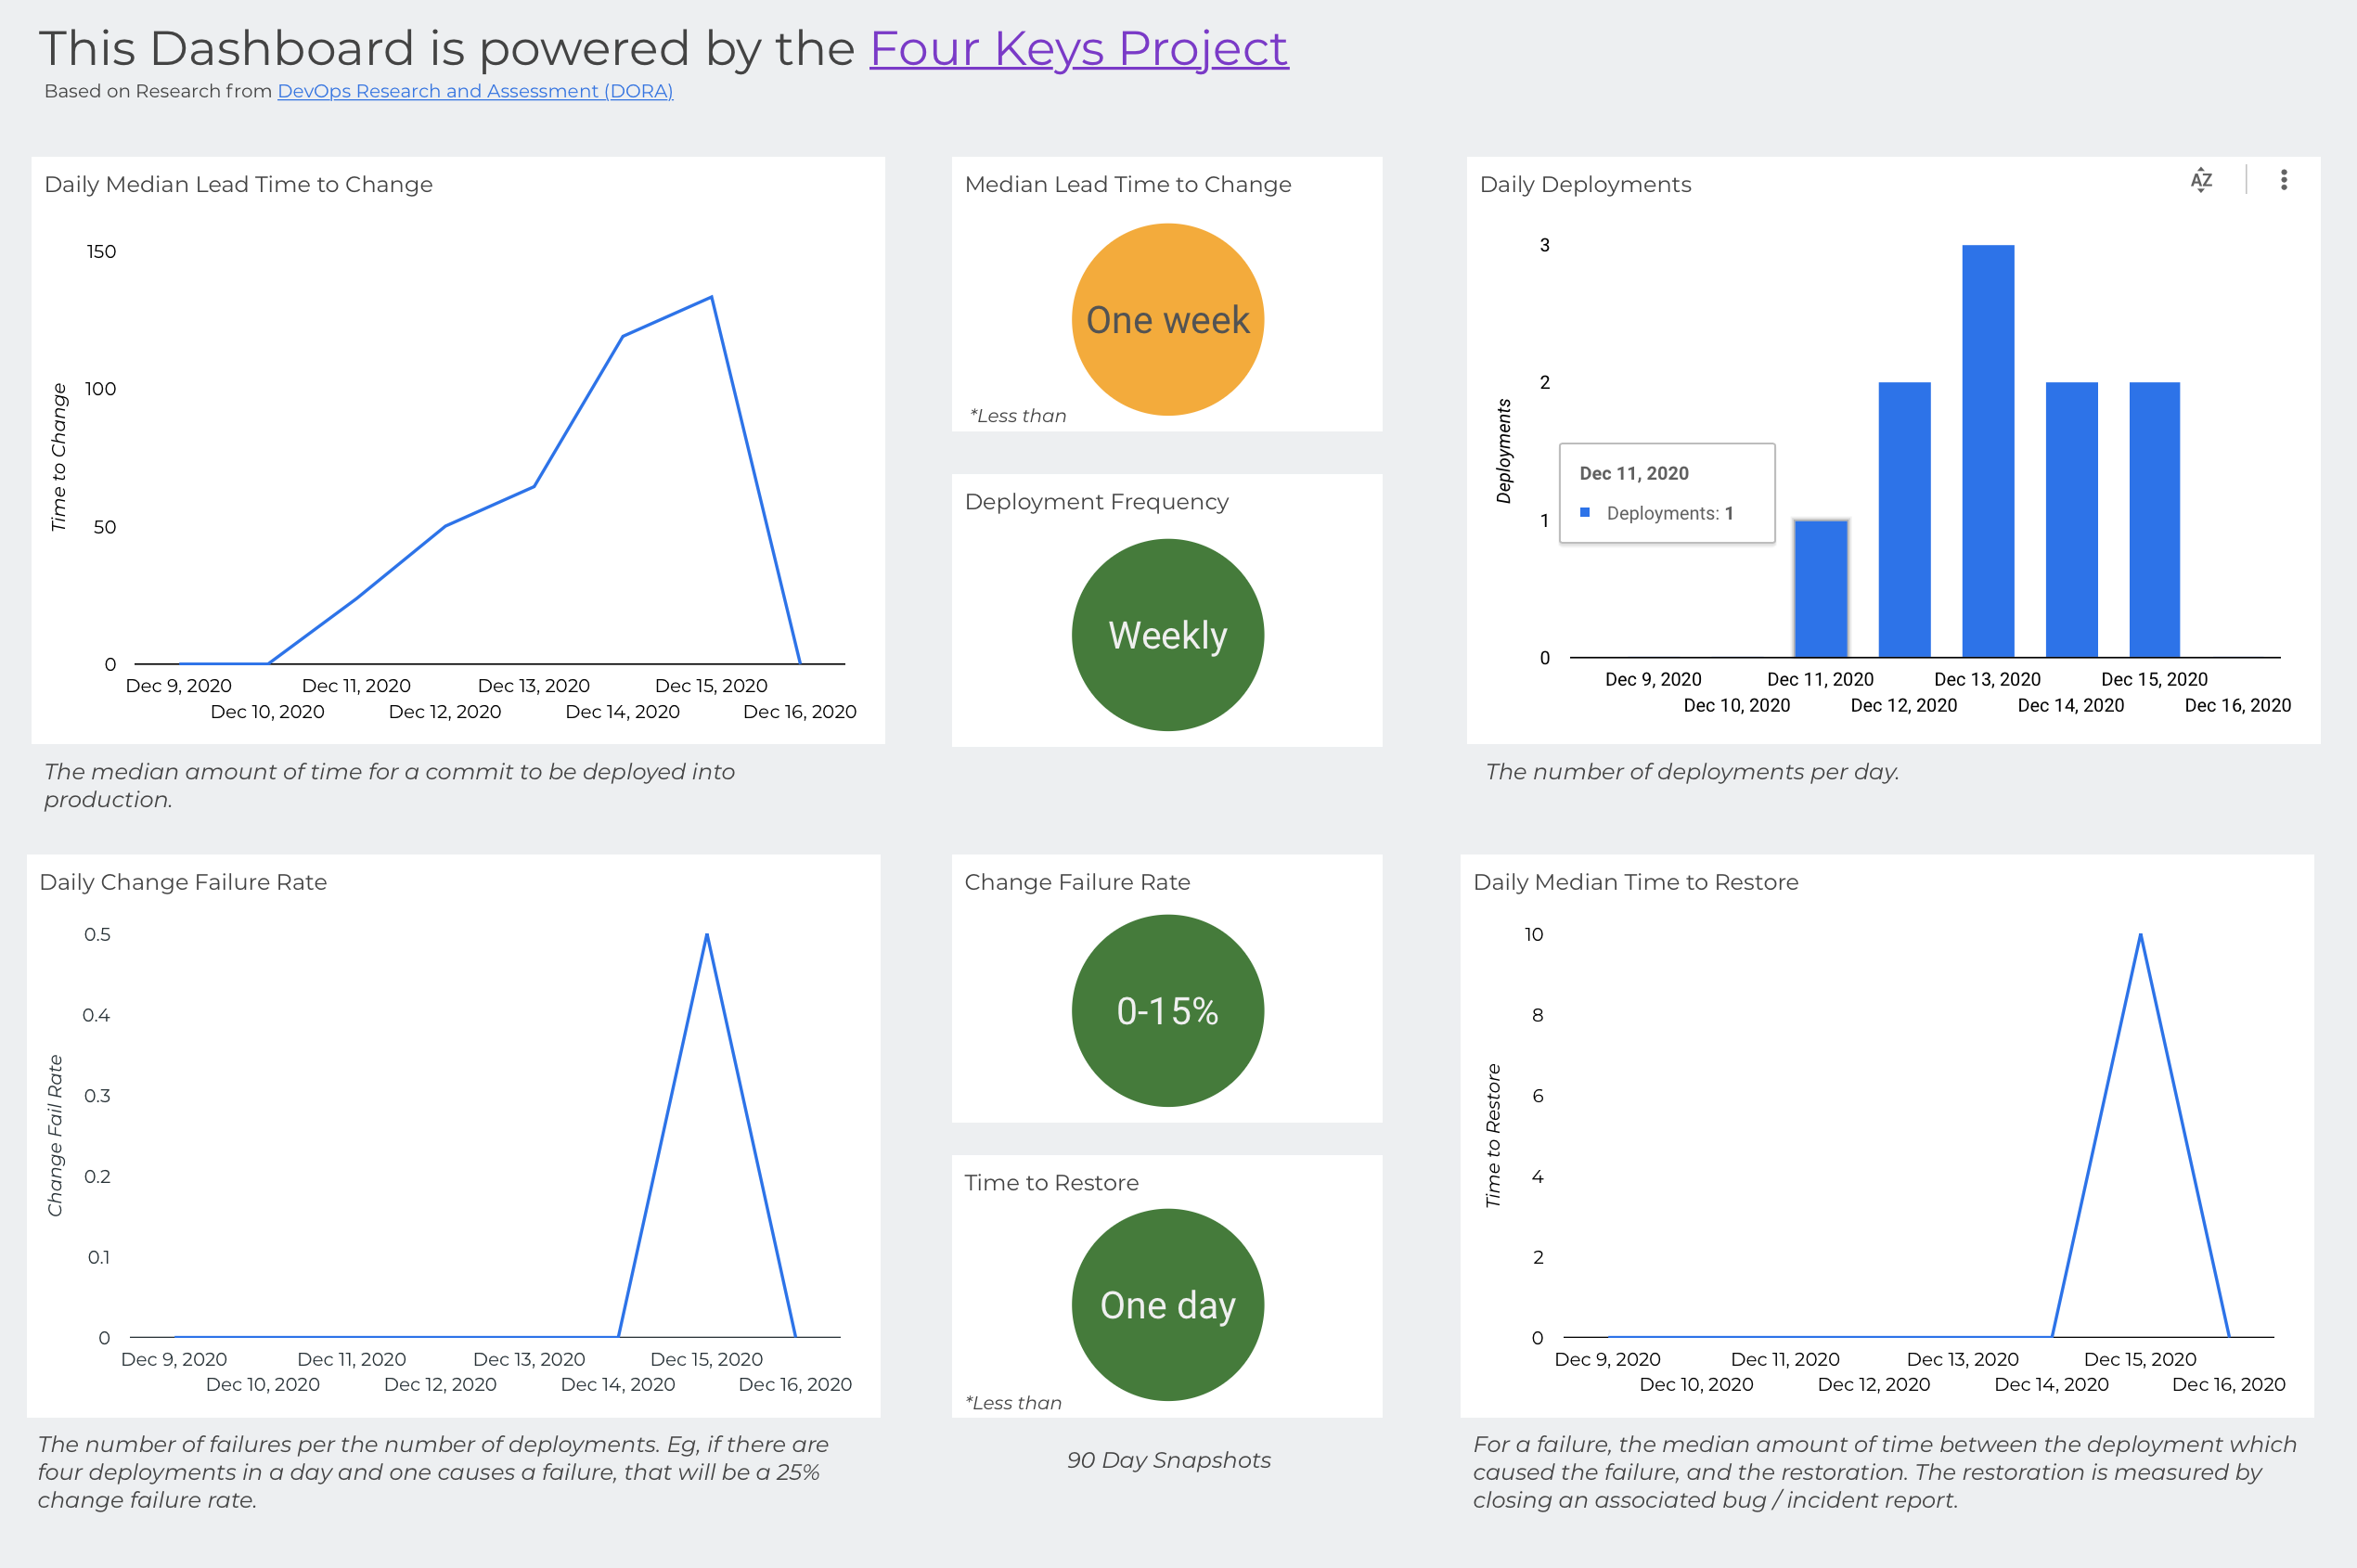 This Dashboard is powered by the Four Keys Project
Based on Research from DevOps Research and Assessment (DORA)
Daily Median Lead Time to Change
150
100
50
0
Time to Change
Dec 9, 2020
Dec 11, 2020
Dec 13, 2020
Dec 15, 2020
Dec 10, 2020
Dec 12, 2020
Dec 14, 2020
Dec 16, 2020
The median amount of time for a commit to be deployed into
production.
Median Lead Time to Change
One week
*Less than
Deployment Frequency
Weekly
Daily Deployments
AZ
3
2
1
0
Deployments
Dec 11, 2020
Deployments: 1
Dec 9, 2020
Dec 11, 2020
Dec 13, 2020
Dec 15, 2020
Dec 10, 2020
Dec 12, 2020
Dec 14, 2020
Dec 16, 2020
The number of deployments per day.
Daily Change Failure Rate
0.5
0.4
0.3
0.2
0.1
0
Change Fail Rate
Dec 9, 2020
Dec 11, 2020
Dec 13, 2020
Dec 15, 2020
Dec 10, 2020
Dec 12, 2020
Dec 14, 2020
Dec 16, 2020
The number of failures per the number of deployments. Eg, if there are
four deployments in a day and one causes a failure, that will be a 25%
change failure rate.
Change Failure Rate
0-15%
Time to Restore
One day
*Less than
90 Day Snapshots
Daily Median Time to Restore
10
8
6
4
2
0
Time to Restore
Dec 9, 2020
Dec 11, 2020
Dec 13, 2020
Dec 15, 2020
Dec 10, 2020
Dec 12, 2020
Dec 14, 2020
Dec 16, 2020
For a failure, the median amount of time between the deployment which
caused the failure, and the restoration. The restoration is measured by
closing an associated bug / incident report.